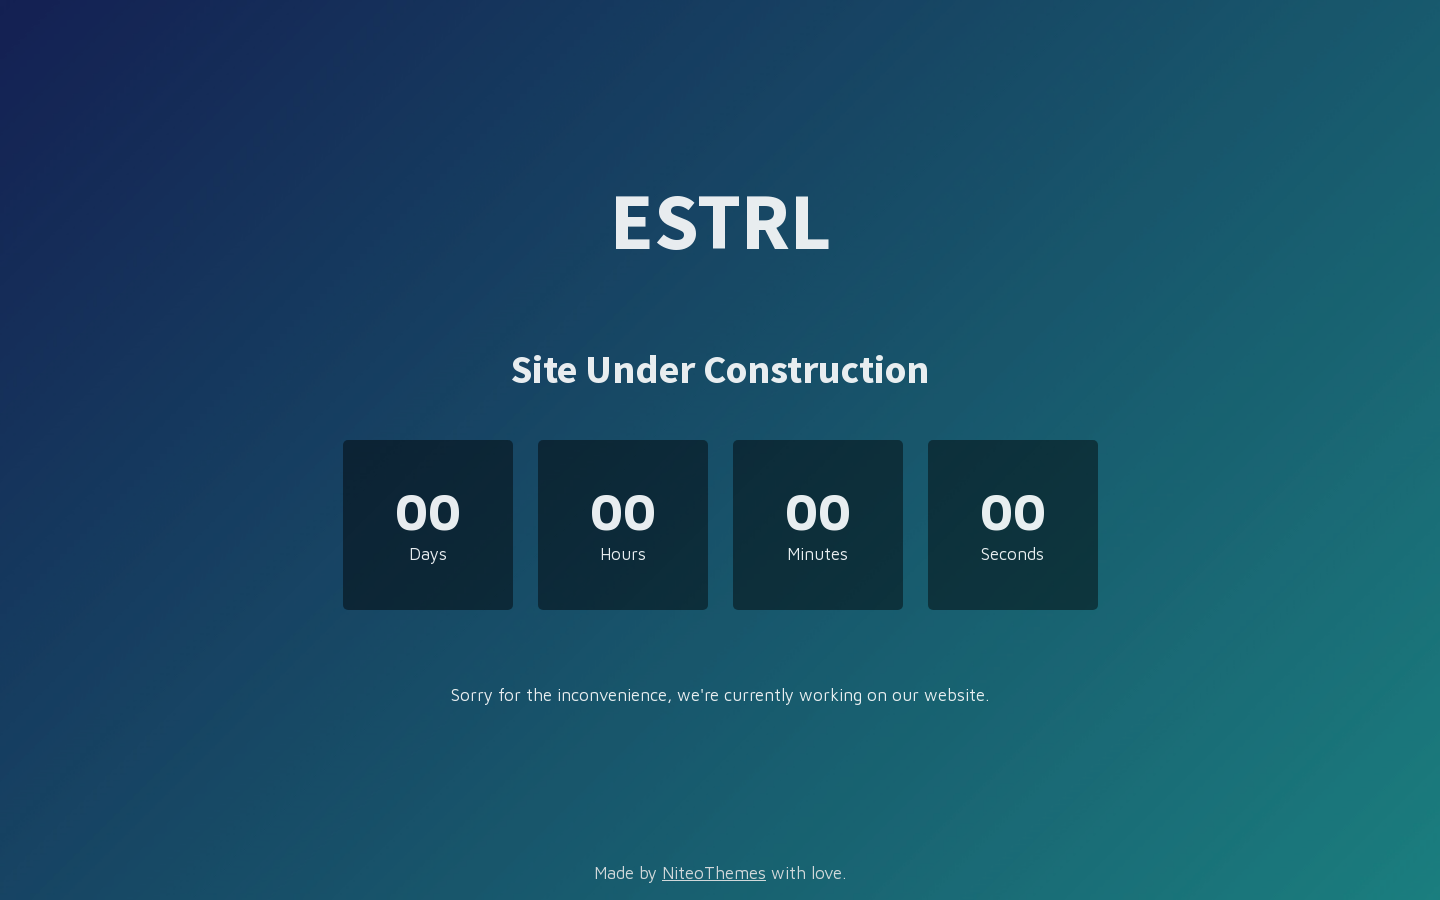 ESTRL
Site Under Construction
00 00 00 00
Days Hours Minutes Seconds
Sorry for the inconvenience, we're currently working on our website.
Made by NiteoThemes with love.